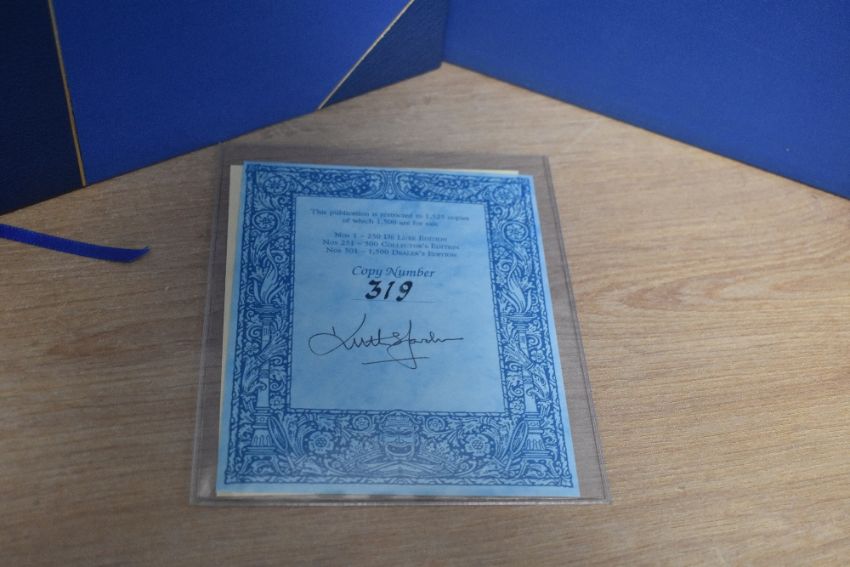 This publication is restricted to 1,525 copies
of which 1,500 are for sale
Nos 1 – 250 De Luxe Edition
Nos 251 – 500 Collector's Edition
Nos 501 – 1,500 Dealer's Edition
Copy Number
319